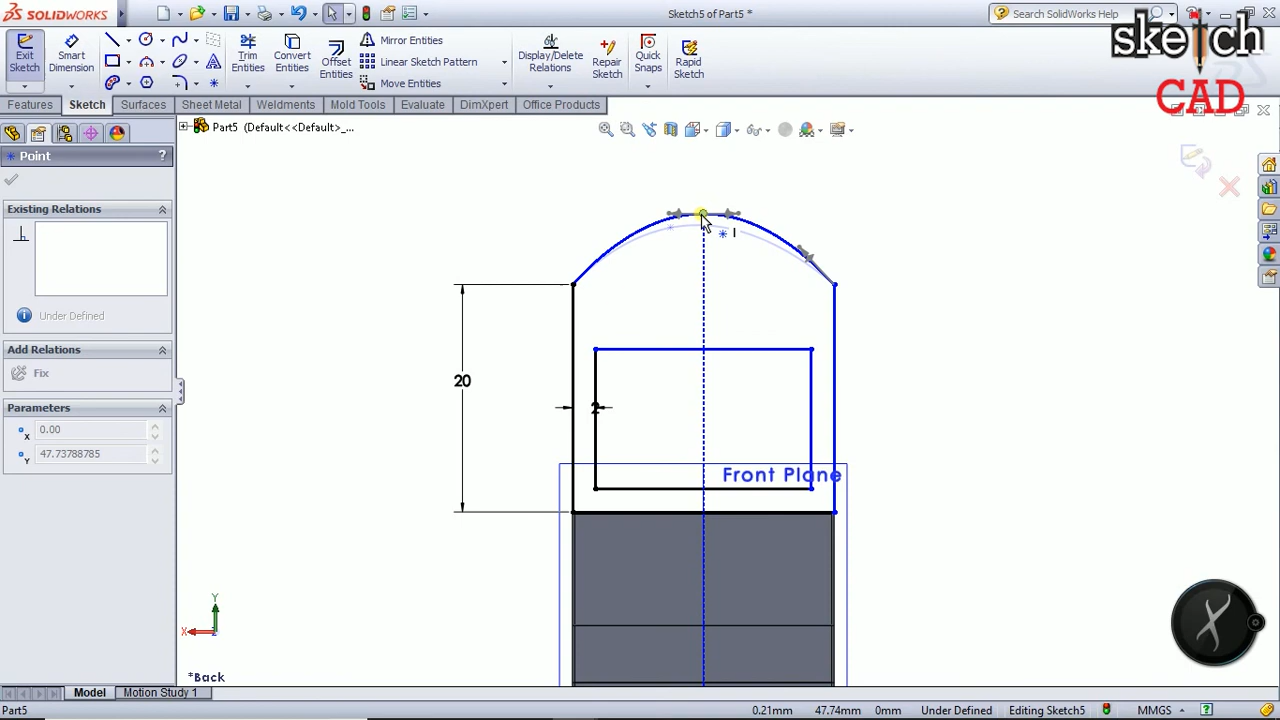 SOLIDWORKS
Sketch5 of Part5 *
Search SolidWorks Help
sketch
CAD
Exit Sketch
Smart Dimension
Trim Entities
Convert Entities
Offset Entities
Mirror Entities
Linear Sketch Pattern
Move Entities
Display/Delete Relations
Repair Sketch
Quick Snaps
Rapid Sketch
Features
Sketch
Surfaces
Sheet Metal
Weldments
Mold Tools
Evaluate
DimXpert
Office Products
Part5 (Default<<Default>_...
Point
?
Existing Relations
Under Defined
Add Relations
Fix
Parameters
X
0.00
Y
47.73788785
20
2
Front Plane
Y
X
*Back
Model
Motion Study 1
Part5
0.21mm
47.74mm
0mm
Under Defined
Editing Sketch5
MMGS
?